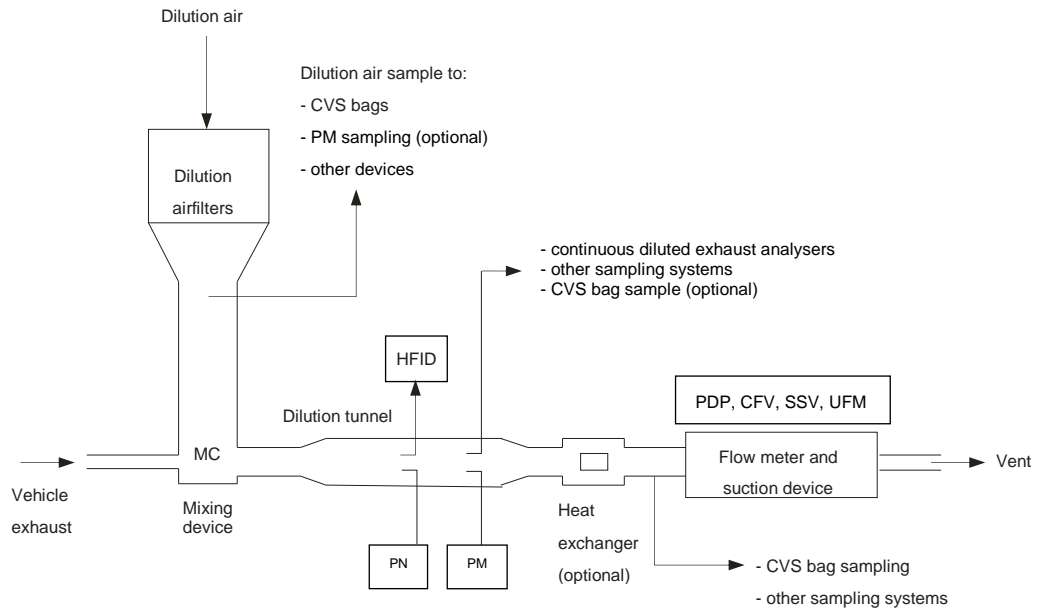 Dilution air
Dilution air sample to:
- CVS bags
- PM sampling (optional)
- other devices
Dilution
airfilters
- continuous diluted exhaust analysers
- other sampling systems
- CVS bag sample (optional)
HFID
PDP, CFV, SSV, UFM
Dilution tunnel
MC
Flow meter and
suction device
Vent
Vehicle
exhaust
Mixing
device
Heat
exchanger
(optional)
PN
PM
- CVS bag sampling
- other sampling systems